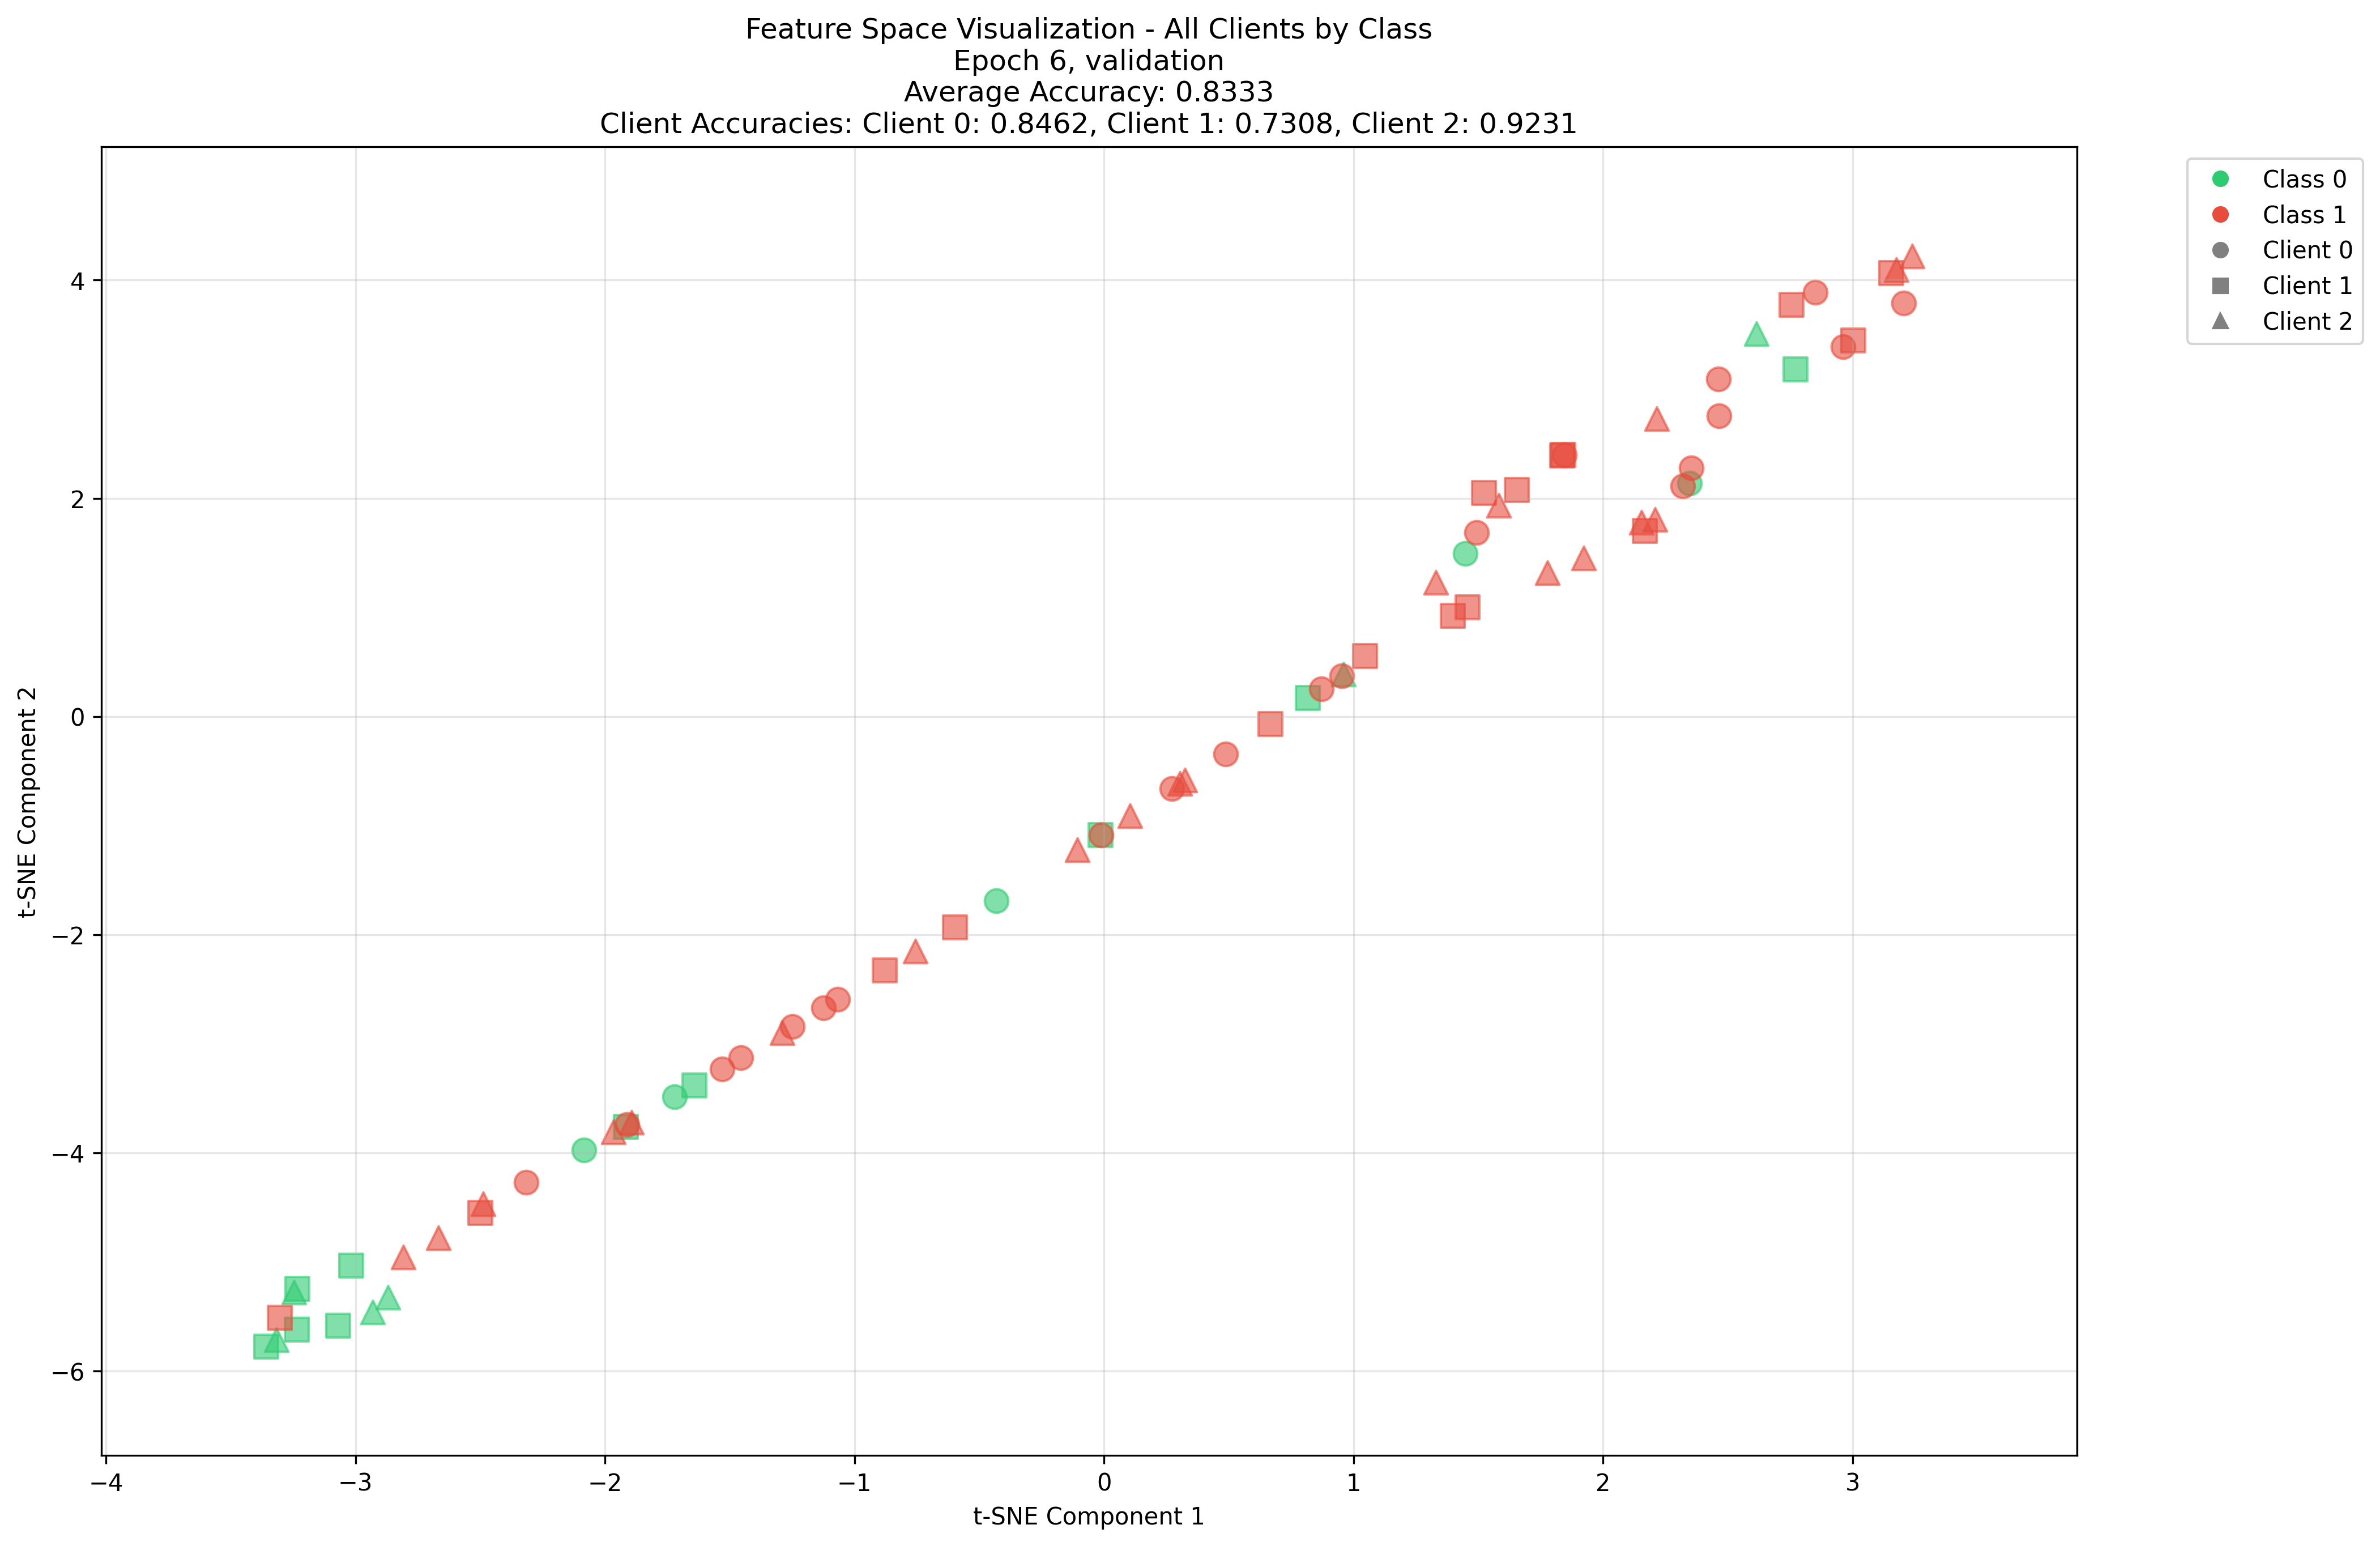 Feature Space Visualization - All Clients by Class
Epoch 6, validation
Average Accuracy: 0.8333
Client Accuracies: Client 0: 0.8462, Client 1: 0.7308, Client 2: 0.9231
Class 0
Class 1
Client 0
Client 1
Client 2
t-SNE Component 2
4
2
0
−2
−4
−6
−4
−3
−2
−1
0
1
2
3
t-SNE Component 1